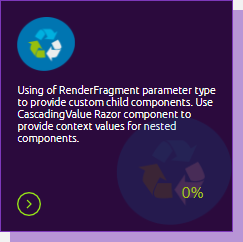 Using of RenderFragment parameter type
to provide custom child components. Use
CascadingValue Razor component to
provide context values for nested
components.
0%